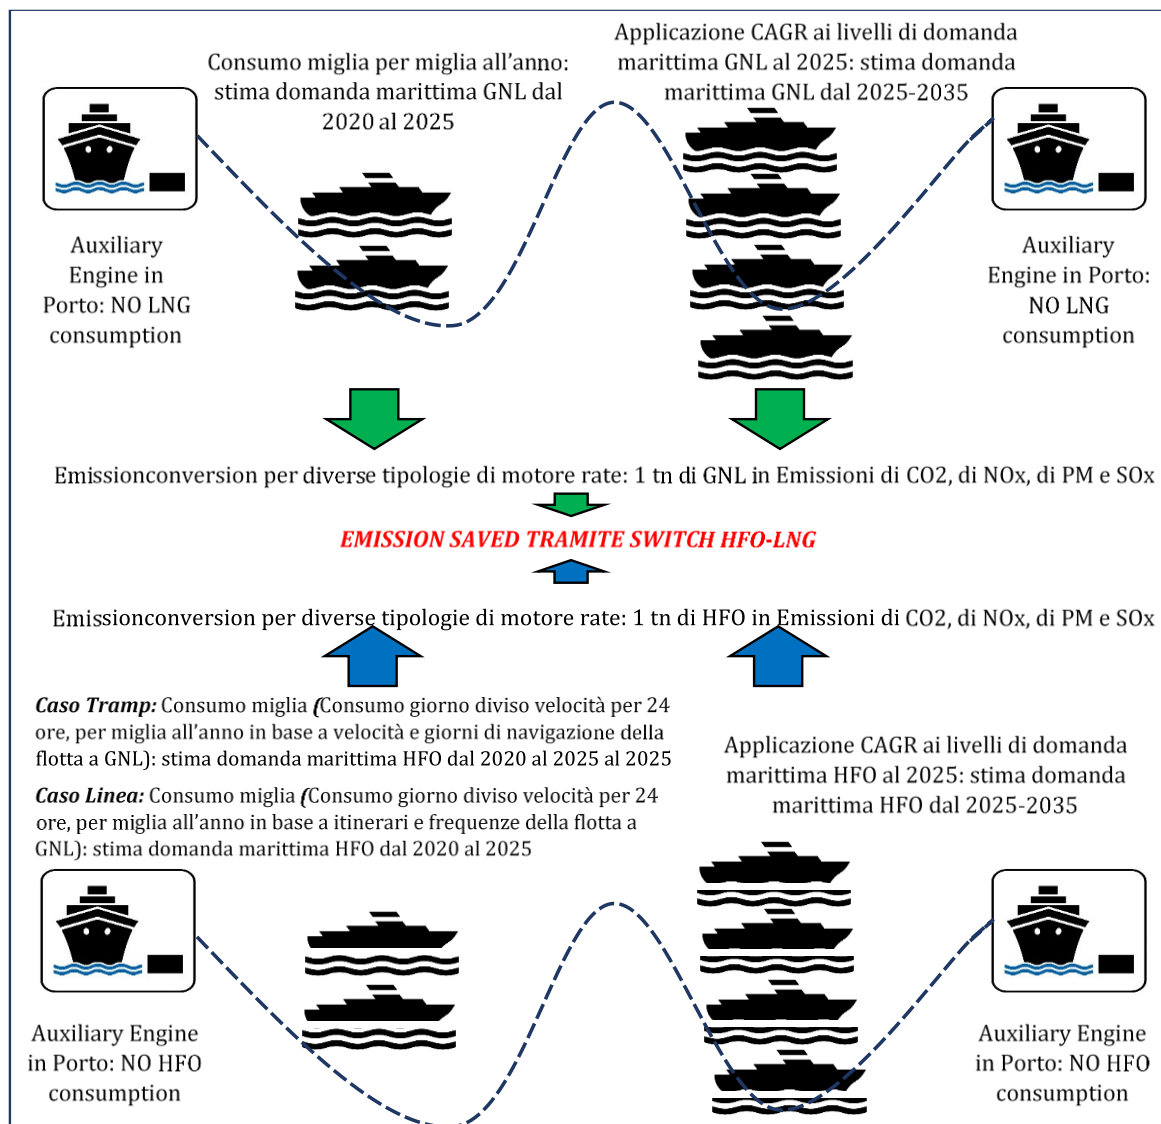 Consumo miglia per miglia all'anno:
stima domanda marittima GNL dal
2020 al 2025
Applicazione CAGR ai livelli di domanda
marittima GNL al 2025: stima domanda
marittima GNL dal 2025-2035
Auxiliary
Engine in
Porto: NO LNG
consumption
Auxiliary
Engine in Porto:
NO LNG
consumption
Emissionconversion per diverse tipologie di motore rate: 1 tn di GNL in Emissioni di CO2, di NOx, di PM e SOx
EMISSION SAVED TRAMITE SWITCH HFO-LNG
Emissionconversion per diverse tipologie di motore rate: 1 tn di HFO in Emissioni di CO2, di NOx, di PM e SOx
Caso Tramp: Consumo miglia (Consumo giorno diviso velocità per 24
ore, per miglia all'anno in base a velocità e giorni di navigazione della
flotta a GNL): stima domanda marittima HFO dal 2020 al 2025 al 2025
Caso Linea: Consumo miglia (Consumo giorno diviso velocità per 24
ore, per miglia all'anno in base a itinerari e frequenze della flotta a
GNL): stima domanda marittima HFO dal 2020 al 2025
Applicazione CAGR ai livelli di domanda
marittima HFO al 2025: stima domanda
marittima HFO dal 2025-2035
Auxiliary Engine
in Porto: NO HFO
consumption
Auxiliary Engine
in Porto: NO HFO
consumption